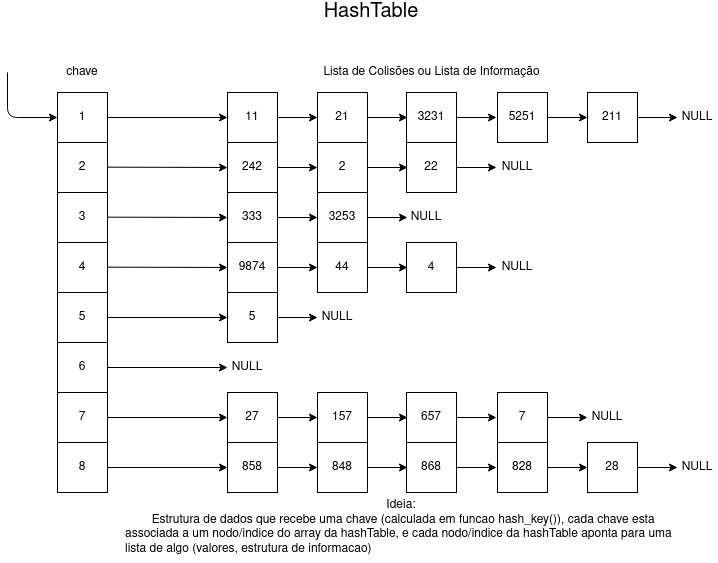 HashTable
chave Lista de Colisões ou Lista de Informação
1 11 21 3231 5251 211 NULL
2 242 2 22 NULL
3 333 3253 NULL
4 9874 44 4 NULL
5 5 NULL
6 NULL
7 27 157 657 7 NULL
8 858 848 868 828 28 NULL
Ideia:
Estrutura de dados que recebe uma chave (calculada em funcao hash_key()), cada chave esta
associada a um nodo/indice do array da hashTable, e cada nodo/indice da hashTable aponta para uma
lista de algo (valores, estrutura de informacao)